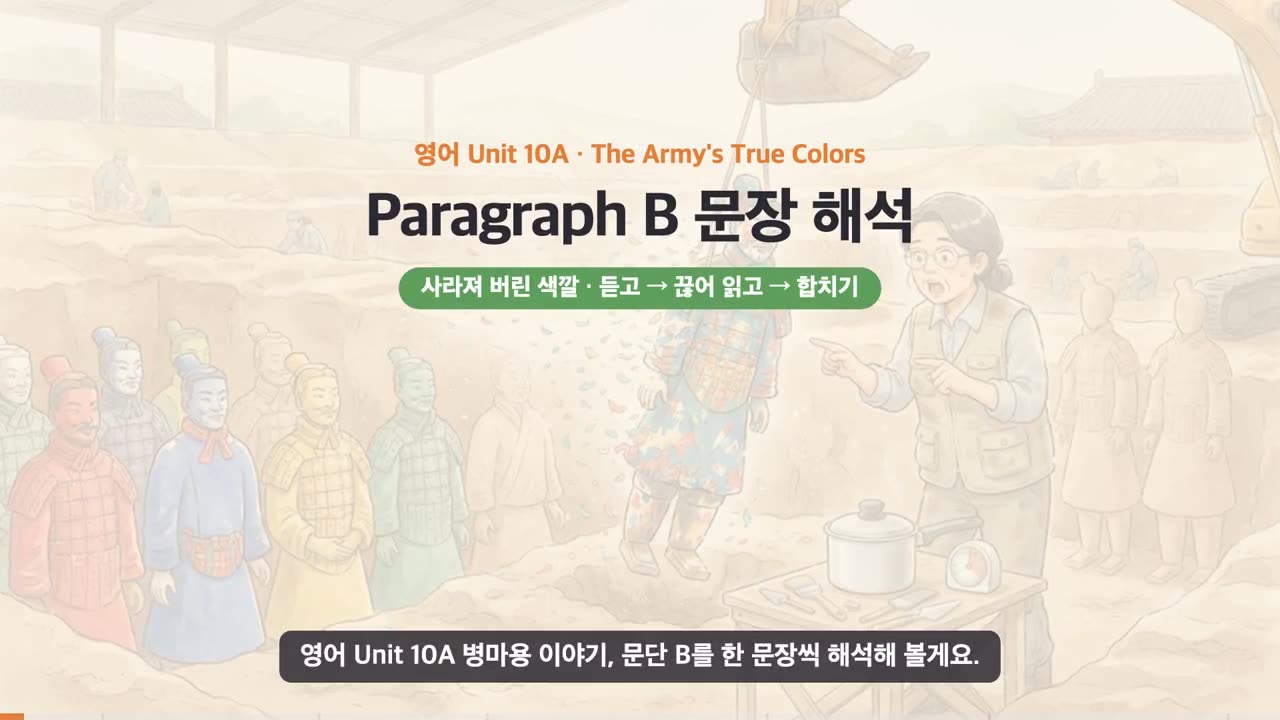 영어 Unit 10A · The Army's True Colors
Paragraph B 문장 해석
사라져 버린 색깔 · 듣고 → 끊어 읽고 → 합치기
영어 Unit 10A 병마용 이야기, 문단 B를 한 문장씩 해석해 볼게요.